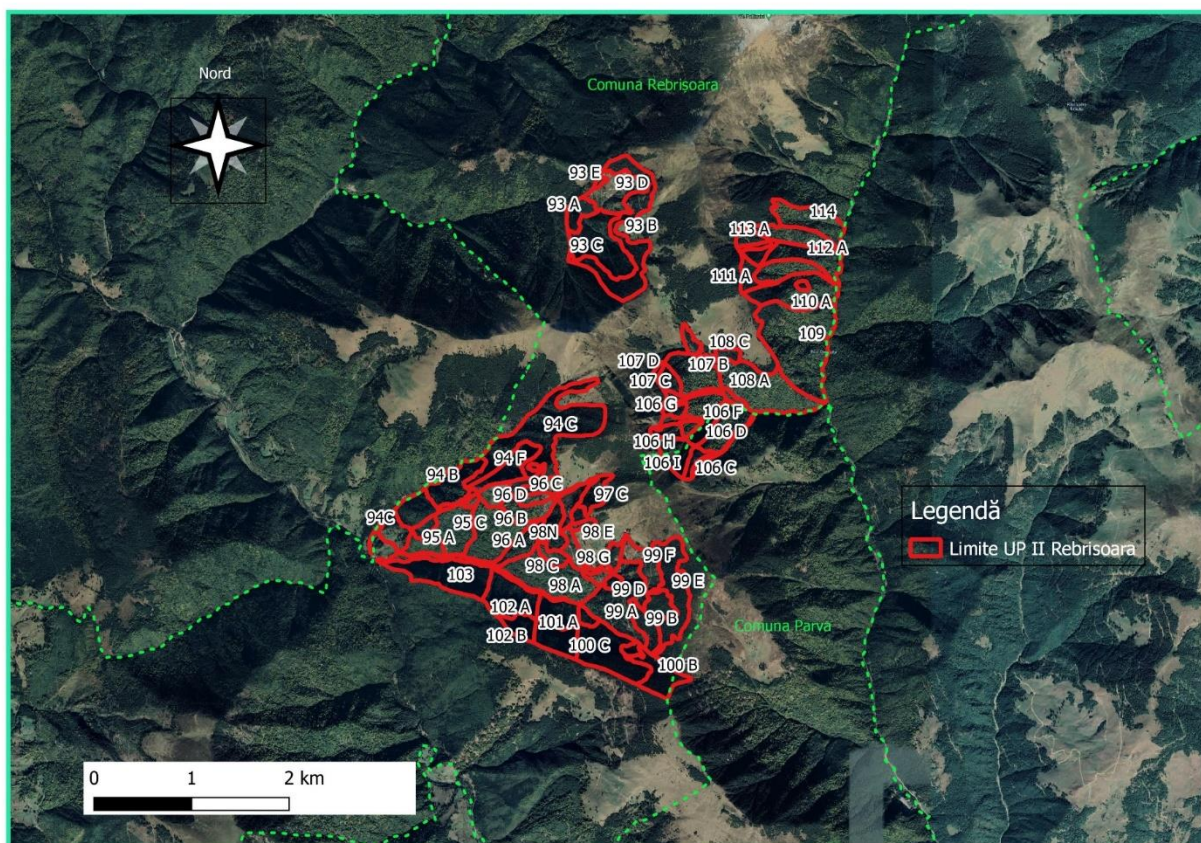 Nord
Comuna Rebrișoara
93 E
93 D
93 A
93 B
93 C
114
113 A
112 A
111 A
110 A
109
108 C
107 D
107 B
107 C
108 A
106 G
106 F
106 D
106 H
106 I
106 C
94 C
94 F
94 B
96 C
96 D
97 C
94C
95 C
96 B
95 A
96 A
98N
98 E
98 G
98 C
99 F
103
98 A
99 D
99 E
102 A
99 A
101 A
99 B
102 B
100 C
100 B
Comuna Parva
Legendă
Limite UP II Rebrisoara
0 1 2 km